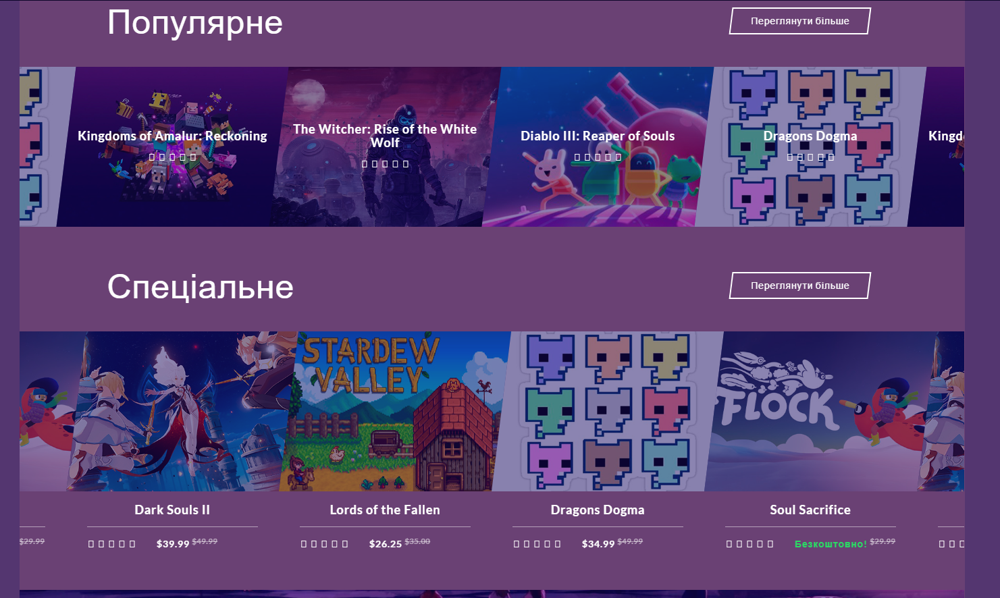 Популярне
Переглянути більше
Kingdoms of Amalur: Reckoning
The Witcher: Rise of the White
Wolf
Diablo III: Reaper of Souls
Dragons Dogma
Kingd
Спеціальне
Переглянути більше
STARDEW
VALLEY
FLOCK
Dark Souls II
Lords of the Fallen
Dragons Dogma
Soul Sacrifice
$29.99
$39.99 $49.99
$26.25 $35.00
$34.99 $49.99
Безкоштовно! $29.99